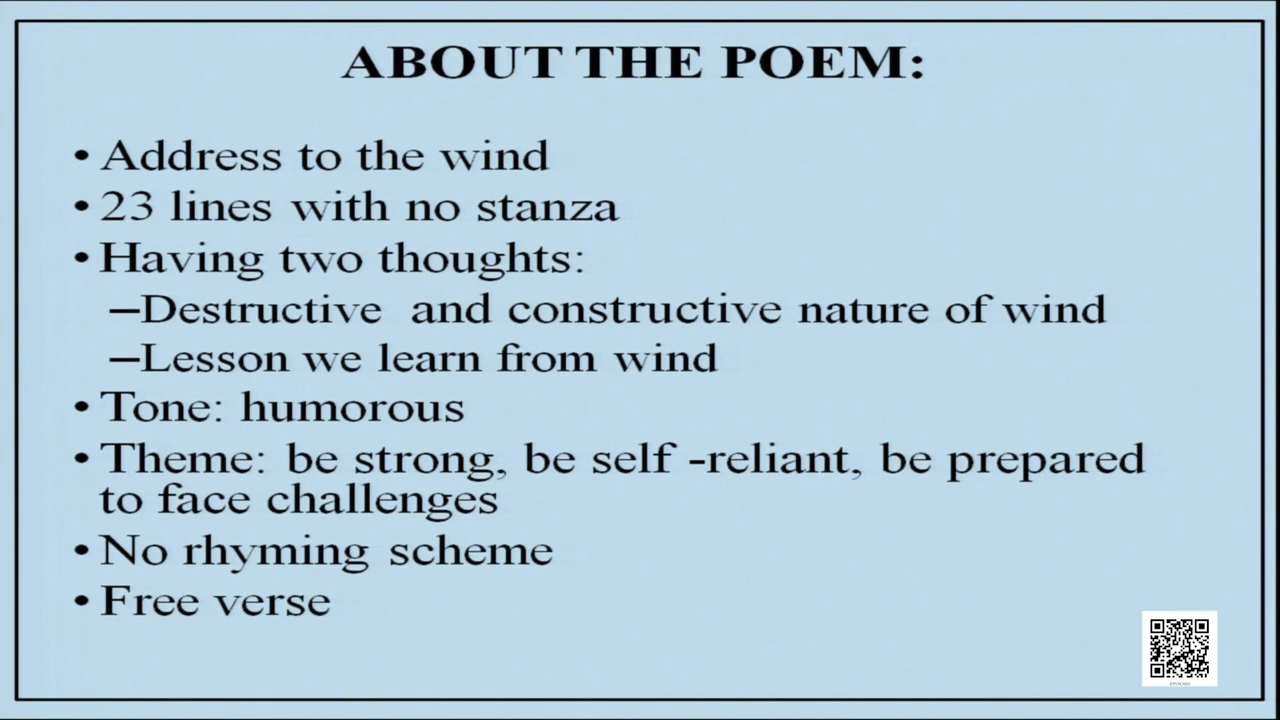 ABOUT THE POEM:
• Address to the wind
• 23 lines with no stanza
• Having two thoughts:
–Destructive and constructive nature of wind
–Lesson we learn from wind
• Tone: humorous
• Theme: be strong, be self -reliant, be prepared
to face challenges
• No rhyming scheme
• Free verse